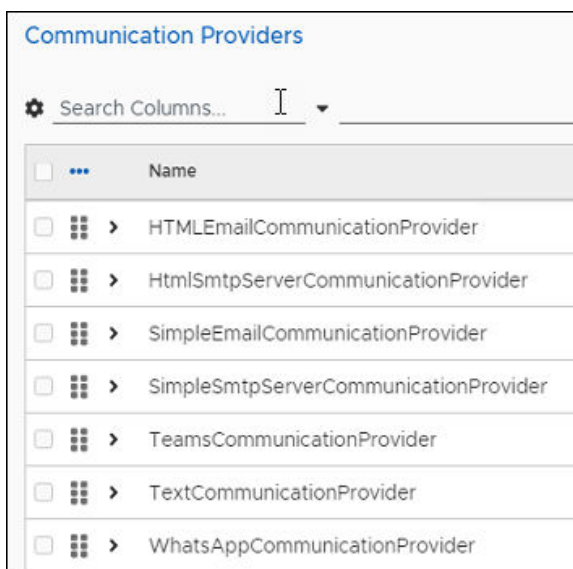 Communication Providers
Search Columns...
Name
HTMLEmailCommunicationProvider
HtmlSmtpServerCommunicationProvider
SimpleEmailCommunicationProvider
SimpleSmtpServerCommunicationProvider
TeamsCommunicationProvider
TextCommunicationProvider
WhatsAppCommunicationProvider